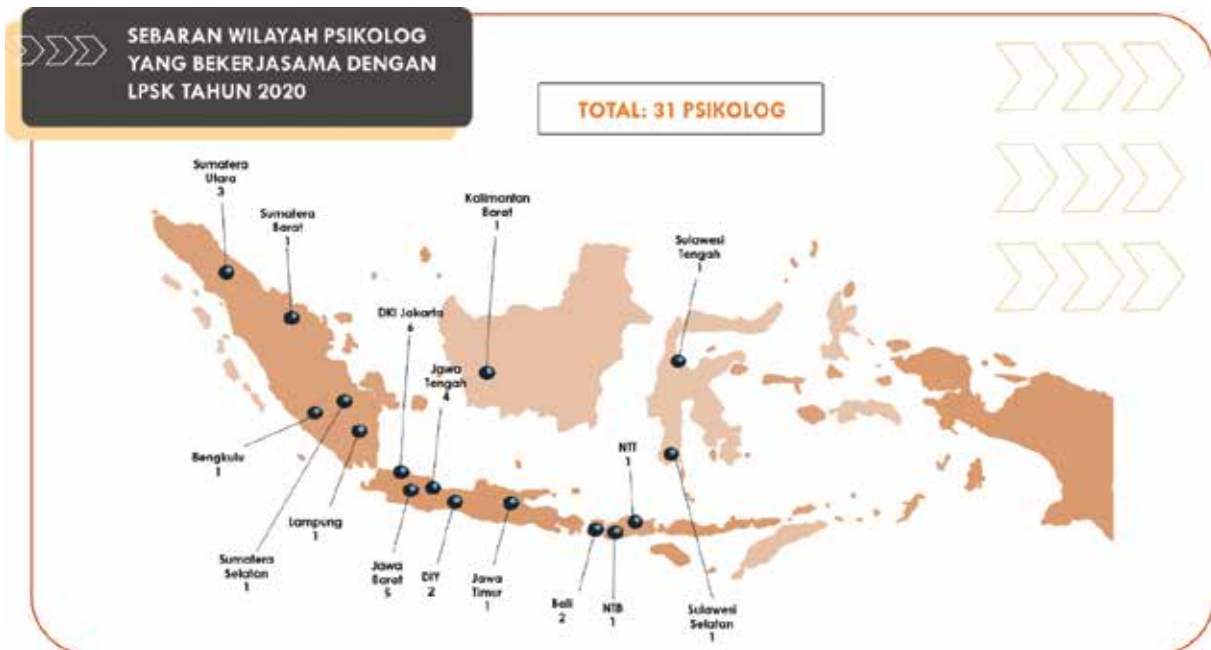 SEBARAN WILAYAH PSIKOLOG
YANG BEKERJASAMA DENGAN
LPSK TAHUN 2020
TOTAL: 31 PSIKOLOG
Sumatera
Utara
3
Sumatera
Barat
1
Kalimantan
Barat
1
Sulawesi
Tengah
1
DKI Jakarta
6
Jawa
Tengah
4
NTT
1
Bengkulu
1
Lampung
1
Sumatera
Selatan
1
Jawa
Barat
5
DIY
2
Jawa
Timur
1
Bali
2
NTB
1
Sulawesi
Selatan
1